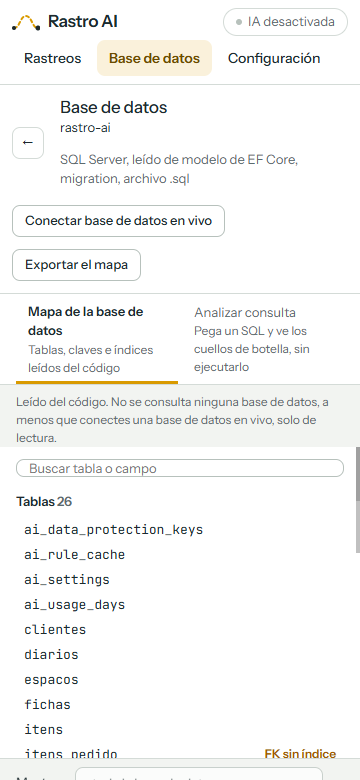 Rastro AI
IA desactivada
Rastreos
Base de datos
Configuración
Base de datos
rastro-ai
←
SQL Server, leído de modelo de EF Core,
migration, archivo .sql
Conectar base de datos en vivo
Exportar el mapa
Mapa de la base de
datos
Tablas, claves e índices
leídos del código
Analizar consulta
Pega un SQL y ve los
cuellos de botella, sin
ejecutarlo
Leído del código. No se consulta ninguna base de datos, a
menos que conectes una base de datos en vivo, solo de
lectura.
Buscar tabla o campo
Tablas 26
ai_data_protection_keys
ai_rule_cache
ai_settings
ai_usage_days
clientes
diarios
espacos
fichas
itens
itens_pedido
FK sin índice